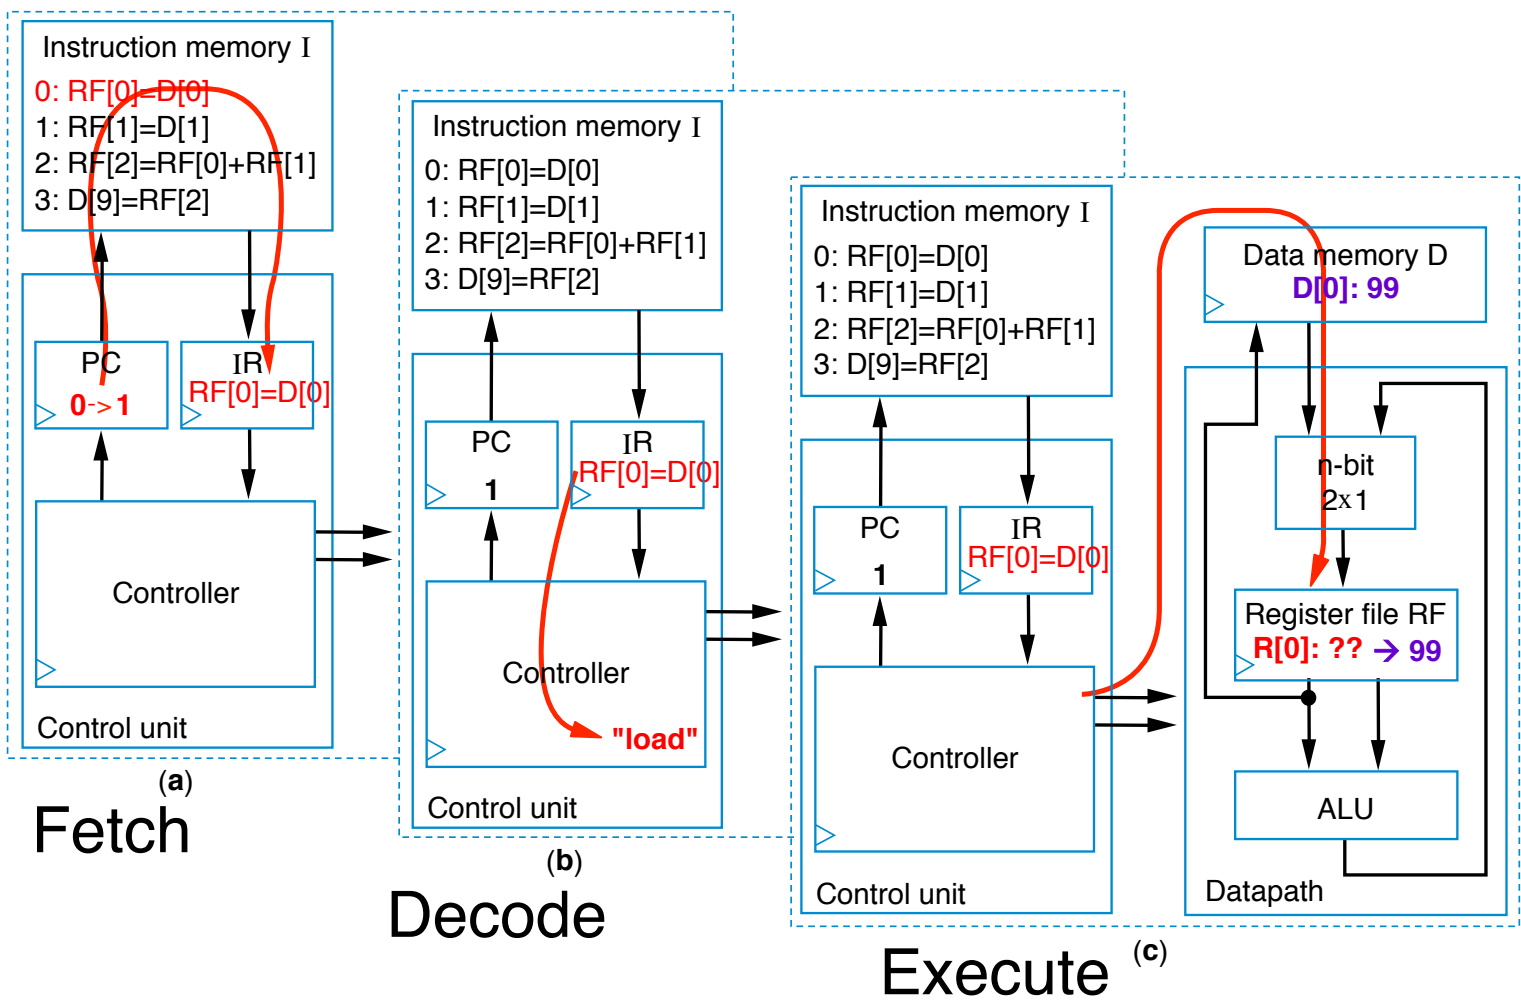 Instruction memory I
0: RF[0]=D[0]
1: RF[1]=D[1]
2: RF[2]=RF[0]+RF[1]
3: D[9]=RF[2]
PC
0->1
IR
RF[0]=D[0]
Controller
Control unit
(a)
Fetch
Instruction memory I
0: RF[0]=D[0]
1: RF[1]=D[1]
2: RF[2]=RF[0]+RF[1]
3: D[9]=RF[2]
PC
1
IR
RF[0]=D[0]
Controller
"load"
Control unit
(b)
Decode
Instruction memory I
0: RF[0]=D[0]
1: RF[1]=D[1]
2: RF[2]=RF[0]+RF[1]
3: D[9]=RF[2]
PC
1
IR
RF[0]=D[0]
Controller
Control unit
Data memory D
D[0]: 99
n-bit
2x1
Register file RF
R[0]: ?? → 99
ALU
Datapath
(c)
Execute